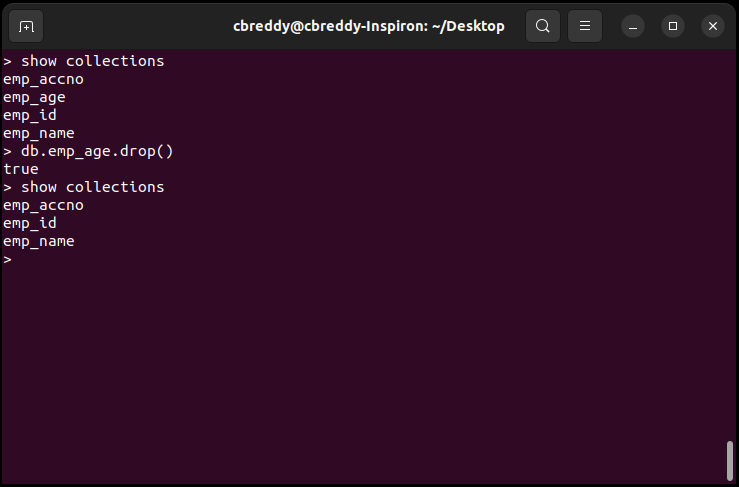 cbreddy@cbreddy-Inspiron: ~/Desktop
> show collections
emp_accno
emp_age
emp_id
emp_name
> db.emp_age.drop()
true
> show collections
emp_accno
emp_id
emp_name
>